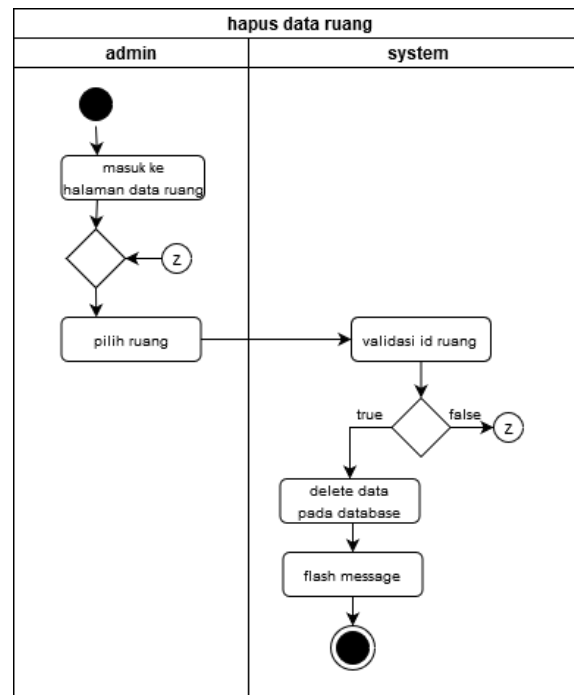 hapus data ruang
admin
system
masuk ke
halaman data ruang
z
pilih ruang
validasi id ruang
true
false
z
delete data
pada database
flash message